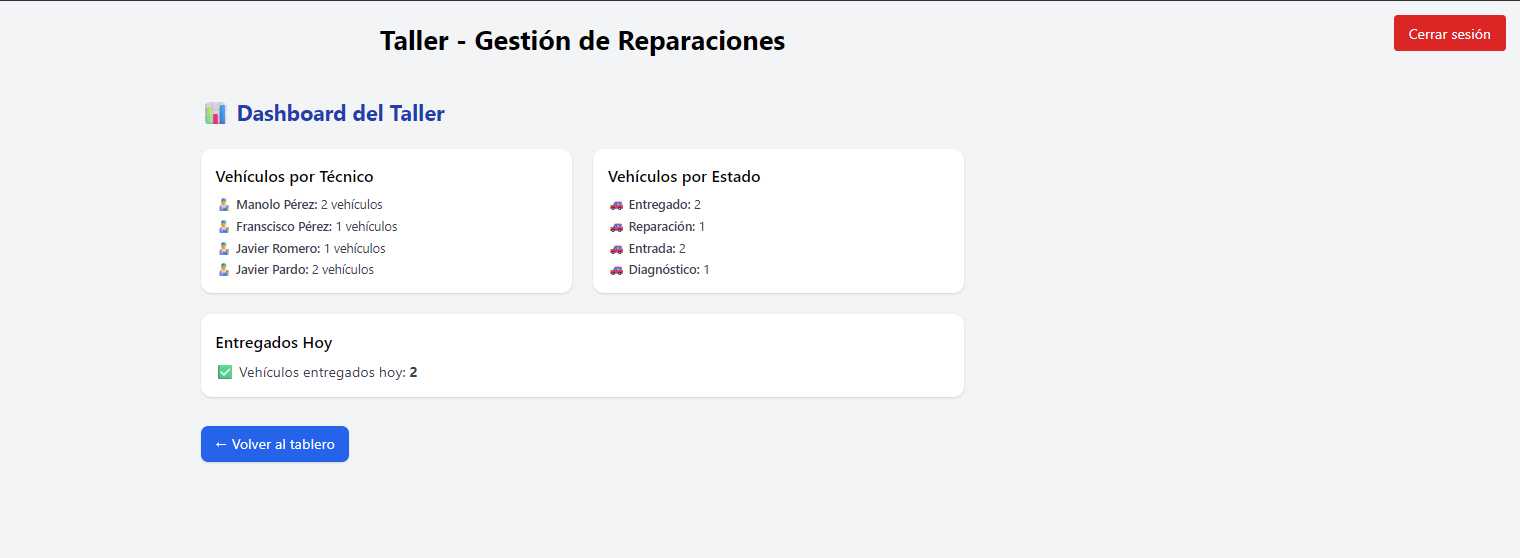 Taller - Gestión de Reparaciones
Cerrar sesión
Dashboard del Taller
Vehículos por Técnico
Manolo Pérez: 2 vehículos
Franscisco Pérez: 1 vehículos
Javier Romero: 1 vehículos
Javier Pardo: 2 vehículos
Vehículos por Estado
Entregado: 2
Reparación: 1
Entrada: 2
Diagnóstico: 1
Entregados Hoy
Vehículos entregados hoy: 2
← Volver al tablero